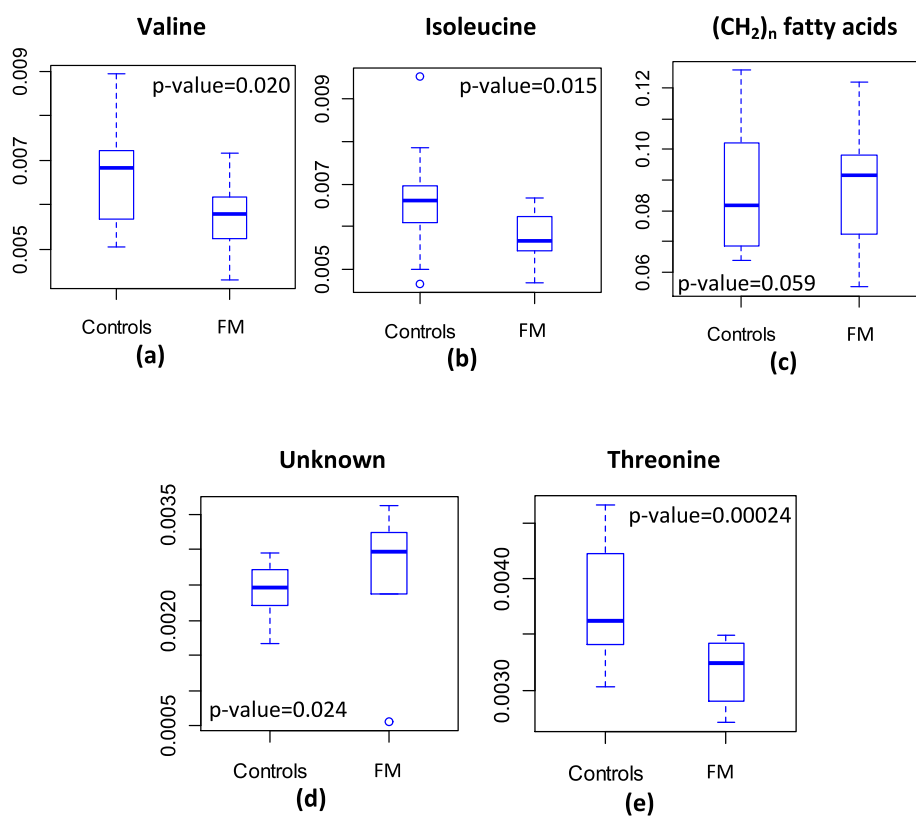 Valine
0.009
0.007
0.005
p-value=0.020
Controls
FM
(a)
Isoleucine
0.009
0.007
0.005
p-value=0.015
Controls
FM
(b)
(CH₂)ₙ fatty acids
0.12
0.10
0.08
0.06
p-value=0.059
Controls
FM
(c)
Unknown
0.0035
0.0020
0.0005
p-value=0.024
Controls
FM
(d)
Threonine
0.0040
0.0030
p-value=0.00024
Controls
FM
(e)